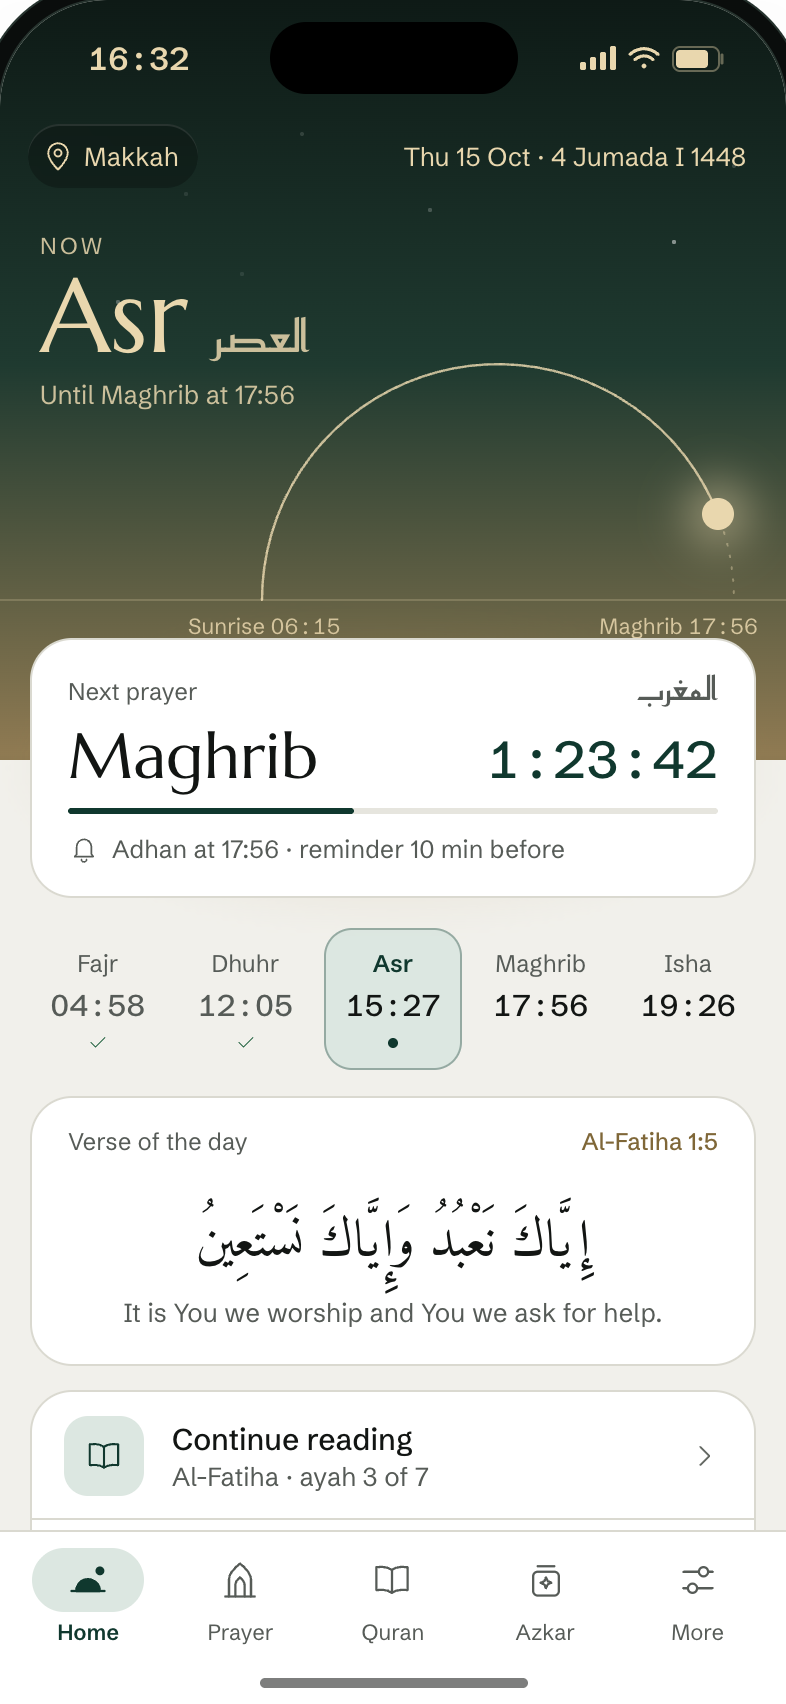 16:32
Makkah
Thu 15 Oct · 4 Jumada I 1448
NOW
Asr العصر
Until Maghrib at 17:56
Sunrise 06:15
Maghrib 17:56
Next prayer
المغرب
Maghrib
1:23:42
Adhan at 17:56 · reminder 10 min before
Fajr
04:58
Dhuhr
12:05
Asr
15:27
Maghrib
17:56
Isha
19:26
Verse of the day
Al-Fatiha 1:5
إِيَّاكَ نَعْبُدُ وَإِيَّاكَ نَسْتَعِينُ
It is You we worship and You we ask for help.
Continue reading
Al-Fatiha · ayah 3 of 7
Home
Prayer
Quran
Azkar
More